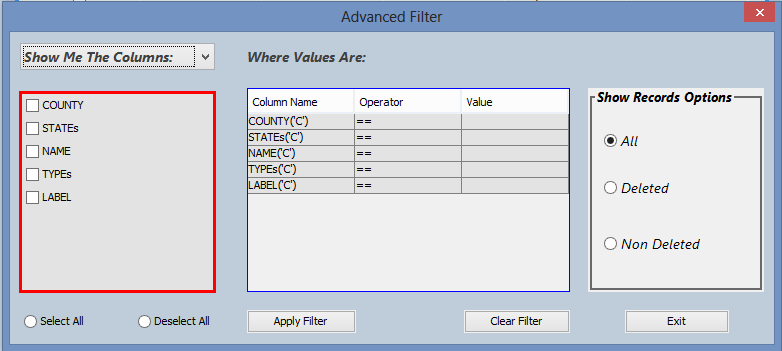 Advanced Filter
Show Me The Columns:
Where Values Are:
COUNTY
STATEs
NAME
TYPEs
LABEL
Column Name Operator Value
COUNTY('C') ==
STATEs('C') ==
NAME('C') ==
TYPEs('C') ==
LABEL('C') ==
Show Records Options
All
Deleted
Non Deleted
Select All Deselect All Apply Filter Clear Filter Exit